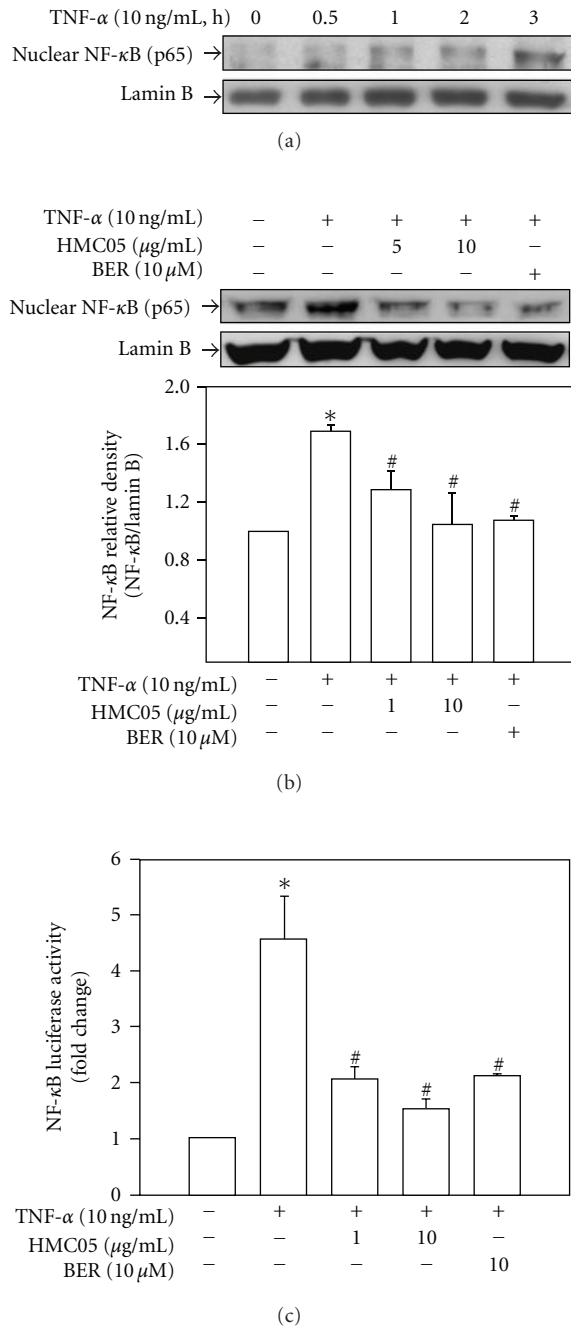 TNF-α (10 ng/mL, h) 0 0.5 1 2 3
Nuclear NF-κB (p65) →
Lamin B →
(a)
TNF-α (10 ng/mL) − + + + +
HMC05 (μg/mL) − − 5 10 −
BER (10 μM) − − − − +
Nuclear NF-κB (p65) →
Lamin B →
2.0
1.6
1.2
0.8
0.4
NF-κB relative density
(NF-κB/lamin B)
* # # #
TNF-α (10 ng/mL) − + + + +
HMC05 (μg/mL) − − 1 10 −
BER (10 μM) − − − − +
(b)
6
5
4
3
2
1
0
NF-κB luciferase activity
(fold change)
* # # #
TNF-α (10 ng/mL) − + + + +
HMC05 (μg/mL) − − 1 10 −
BER (10 μM) − − − − 10
(c)